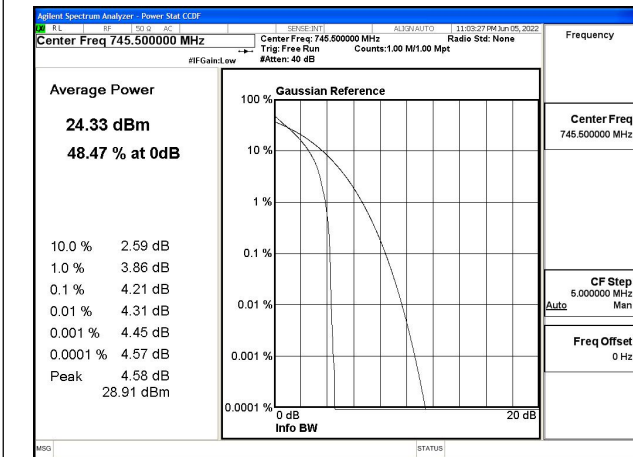 Agilent Spectrum Analyzer - Power Stat CCDF
LXI RL RF 50 Ω AC SENSE:INT ALIGN AUTO 11:03:27 PM Jun 05, 2022
Center Freq 745.500000 MHz
Center Freq: 745.500000 MHz Radio Std: None
Trig: Free Run Counts:1.00 M/1.00 Mpt
#IFGain:Low #Atten: 40 dB
Frequency
Average Power
24.33 dBm
48.47 % at 0dB
10.0 % 2.59 dB
1.0 % 3.86 dB
0.1 % 4.21 dB
0.01 % 4.31 dB
0.001 % 4.45 dB
0.0001 % 4.57 dB
Peak 4.58 dB
28.91 dBm
Gaussian Reference
100 %
10 %
1 %
0.1 %
0.01 %
0.001 %
0.0001 %
0 dB 20 dB
Info BW
Center Freq
745.500000 MHz
CF Step
5.000000 MHz
Auto Man
Freq Offset
0 Hz
MSG STATUS